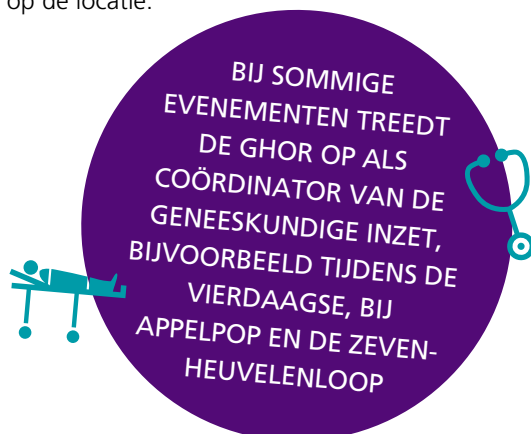 op de locatie.
BIJ SOMMIGE
EVENEMENTEN TREEDT
DE GHOR OP ALS
COÖRDINATOR VAN DE
GENEESKUNDIGE INZET,
BIJVOORBEELD TIJDENS DE
VIERDAAGSE, BIJ
APPELPOP EN DE ZEVEN-
HEUVELENLOOP